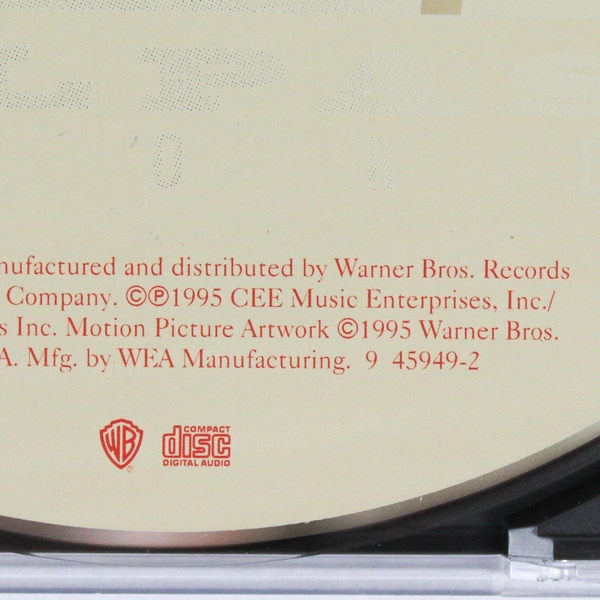 L P A S
O R
nufactured and distributed by Warner Bros. Records
Company. ©℗1995 CEE Music Enterprises, Inc./
s Inc. Motion Picture Artwork ©1995 Warner Bros.
A. Mfg. by WEA Manufacturing. 9 45949-2
WB ®
COMPACT
disc
DIGITAL AUDIO